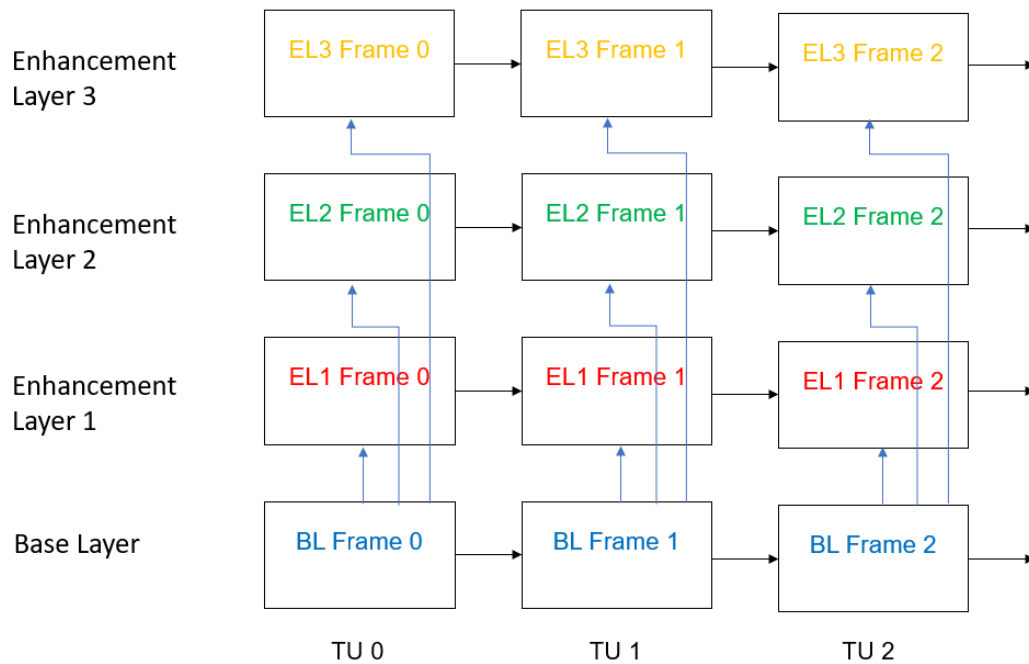 Enhancement
Layer 3
EL3 Frame 0
EL3 Frame 1
EL3 Frame 2
Enhancement
Layer 2
EL2 Frame 0
EL2 Frame 1
EL2 Frame 2
Enhancement
Layer 1
EL1 Frame 0
EL1 Frame 1
EL1 Frame 2
Base Layer
BL Frame 0
BL Frame 1
BL Frame 2
TU 0
TU 1
TU 2